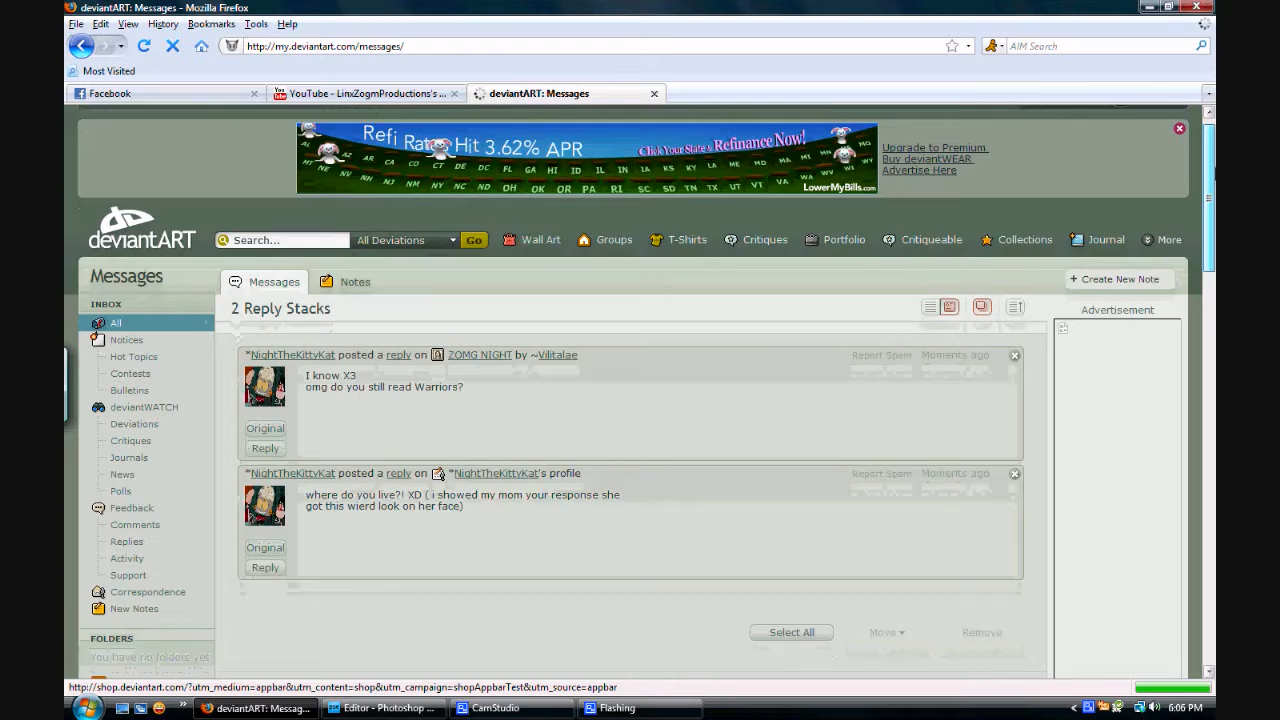 deviantART: Messages - Mozilla Firefox
File Edit View History Bookmarks Tools Help
http://my.deviantart.com/messages/
AIM Search
Most Visited
Facebook
YouTube - LinxZogmProductions's ...
deviantART: Messages
Refi Rates Hit 3.62% APR
Click Your State & Refinance Now!
LowerMyBills.com
Upgrade to Premium
Buy deviantWEAR
Advertise Here
deviantART
Search...
All Deviations
Go
Wall Art
Groups
T-Shirts
Critiques
Portfolio
Critiqueable
Collections
Journal
More
Messages
Messages
Notes
+ Create New Note
INBOX
All
Notices
Hot Topics
Contests
Bulletins
deviantWATCH
Deviations
Critiques
Journals
News
Polls
Feedback
Comments
Replies
Activity
Support
Correspondence
New Notes
FOLDERS
You have no folders yet
2 Reply Stacks
*NightTheKittyKat posted a reply on ZOMG NIGHT by ~Vilitalae
Report Spam Moments ago
I know X3
omg do you still read Warriors?
Original
Reply
*NightTheKittyKat posted a reply on *NightTheKittyKat's profile
Report Spam Moments ago
where do you live?! XD ( i showed my mom your response she
got this wierd look on her face)
Original
Reply
Select All
Move
Remove
Advertisement
http://shop.deviantart.com/?utm_medium=appbar&utm_content=shop&utm_campaign=shopAppbarTest&utm_source=appbar
deviantART: Messag...
Editor - Photoshop ...
CamStudio
Flashing
6:06 PM